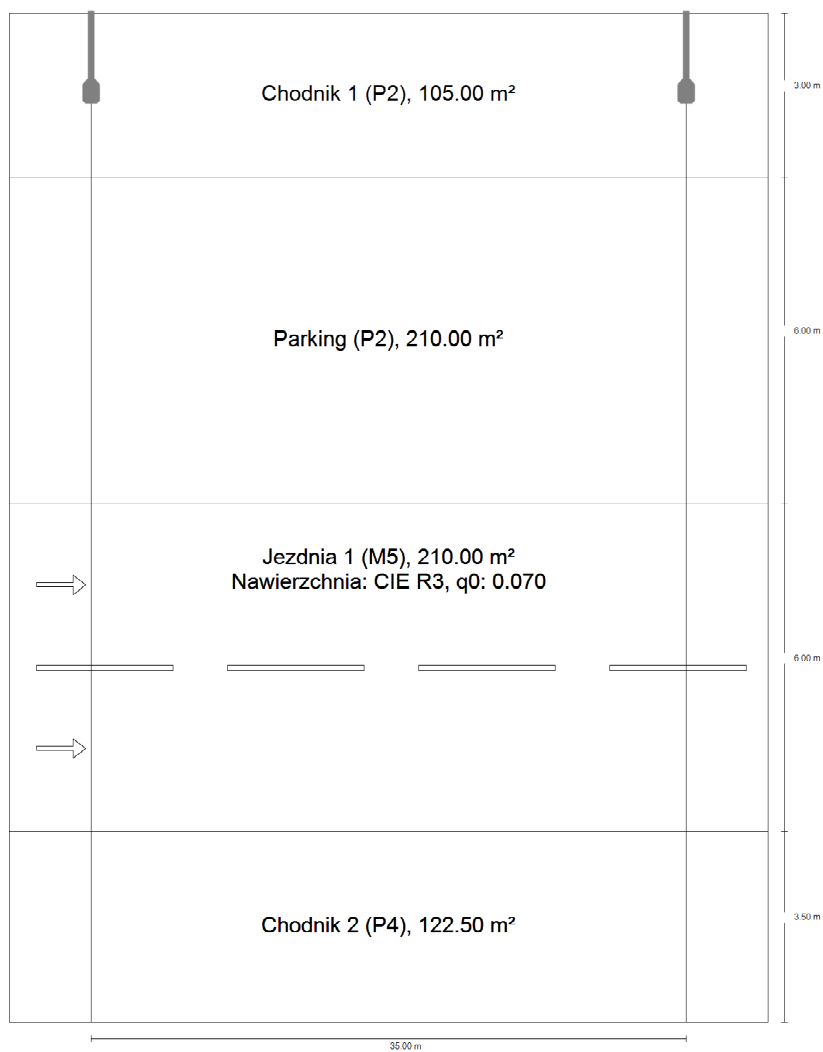 Chodnik 1 (P2), 105.00 m²
3.00 m
Parking (P2), 210.00 m²
6.00 m
Jezdnia 1 (M5), 210.00 m²
Nawierzchnia: CIE R3, q0: 0.070
6.00 m
Chodnik 2 (P4), 122.50 m²
3.50 m
35.00 m